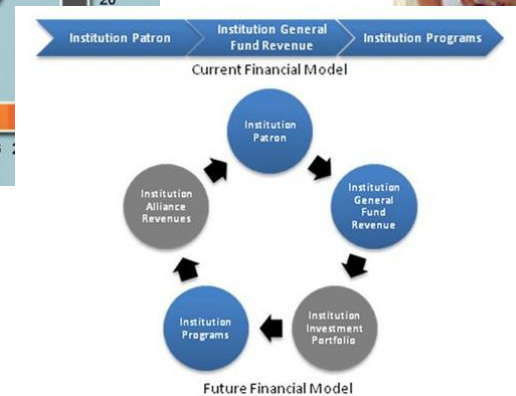 20
Institution Patron
Institution General
Fund Revenue
Institution Programs
Current Financial Model
Institution
Patron
Institution
General
Fund
Revenue
Institution
Investment
Portfolio
Institution
Programs
Institution
Alliance
Revenues
Future Financial Model